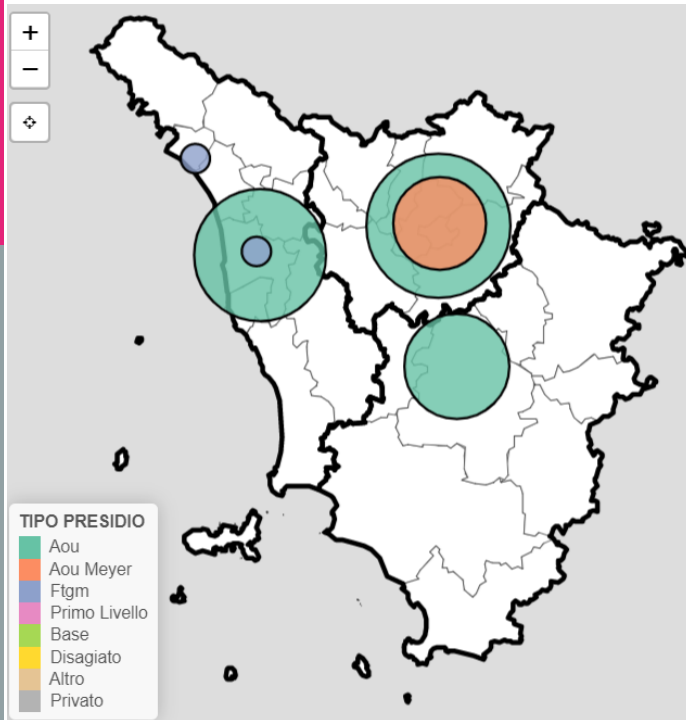 +
−
TIPO PRESIDIO
Aou
Aou Meyer
Ftgm
Primo Livello
Base
Disagiato
Altro
Privato